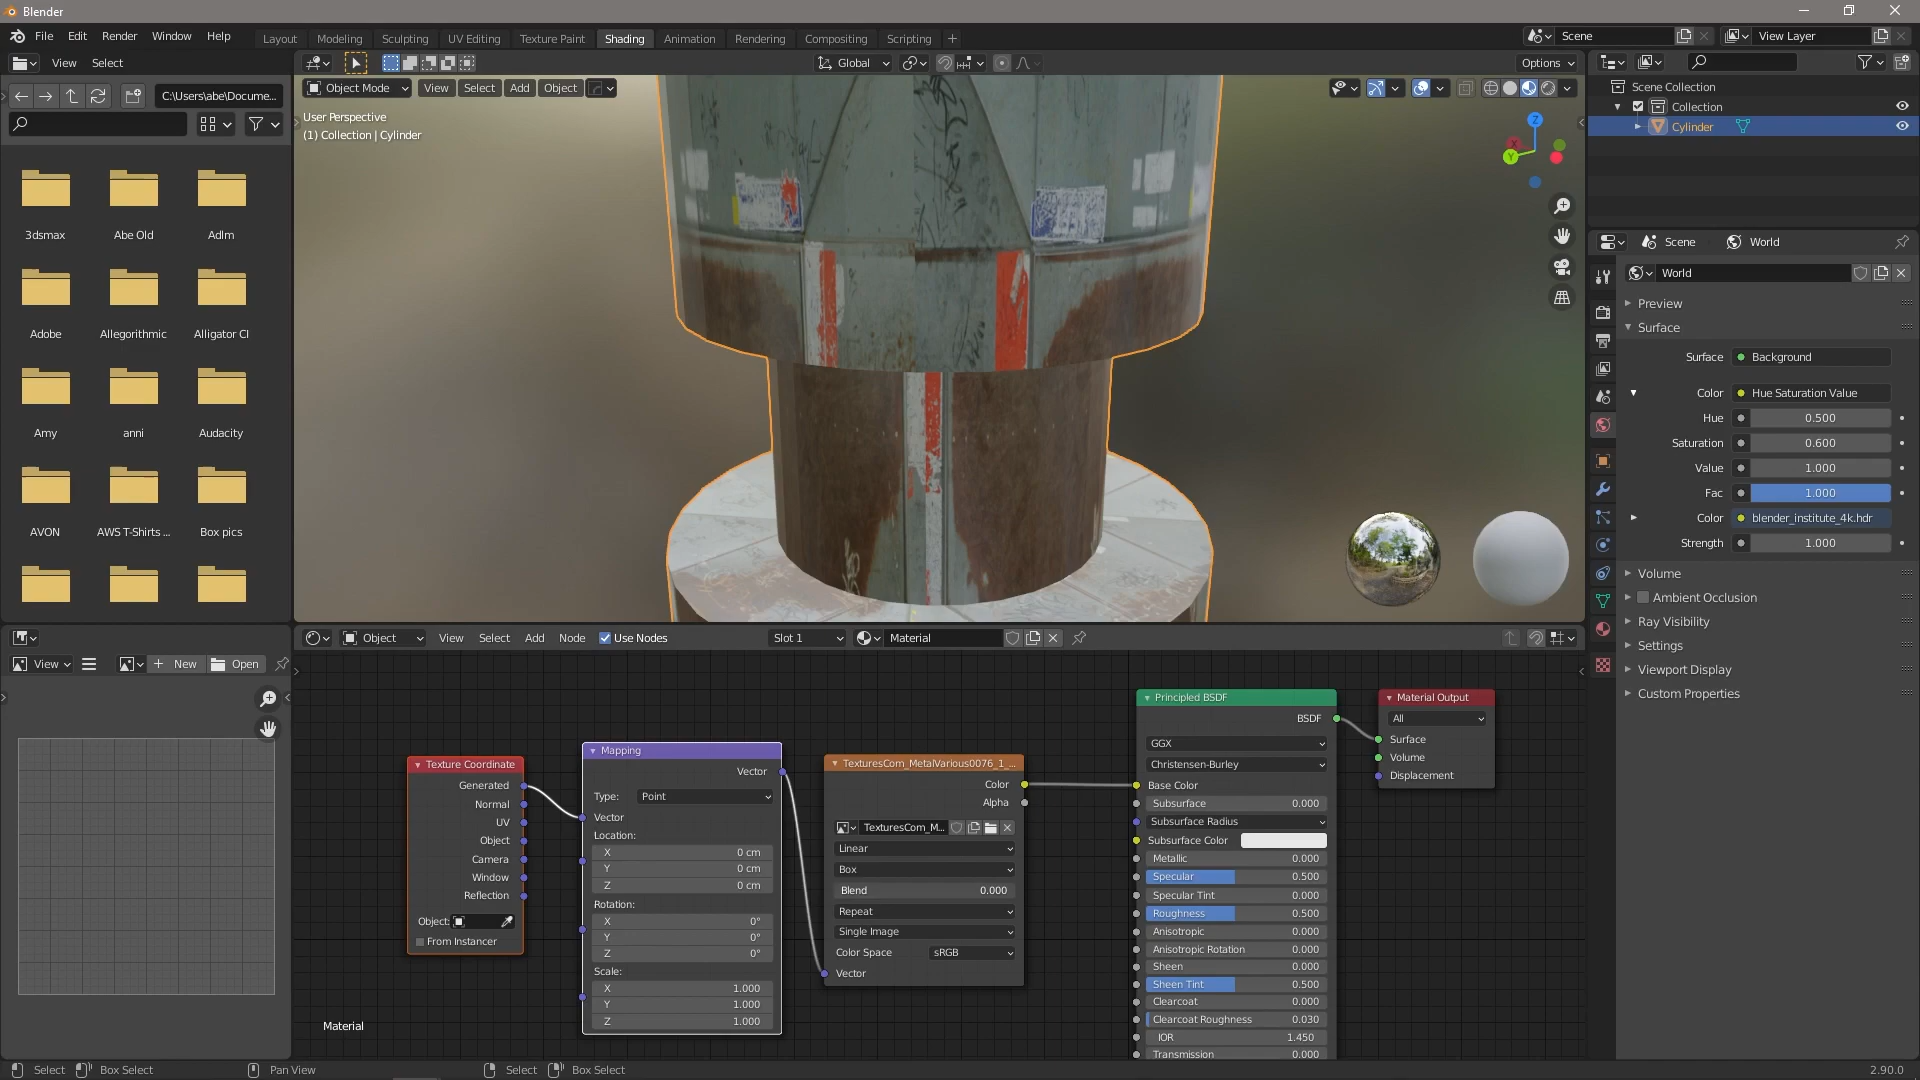 Blender
File Edit Render Window Help
Layout Modeling Sculpting UV Editing Texture Paint Shading Animation Rendering Compositing Scripting +
Scene
View Layer
View Select
Global
Options
C:\Users\abe\Docume...
Object Mode View Select Add Object
User Perspective
(1) Collection | Cylinder
Z
X
Y
3dsmax Abe Old Adlm
Adobe Allegorithmic Alligator Cl
Amy anni Audacity
AVON AWS T-Shirts ... Box pics
Scene Collection
Collection
Cylinder
Scene World
World
Preview
Surface
Surface Background
Color Hue Saturation Value
Hue 0.500
Saturation 0.600
Value 1.000
Fac 1.000
Color blender_institute_4k.hdr
Strength 1.000
Volume
Ambient Occlusion
Ray Visibility
Settings
Viewport Display
Custom Properties
View New Open
Object View Select Add Node Use Nodes Slot 1 Material
Texture Coordinate
Generated
Normal
UV
Object
Camera
Window
Reflection
Object:
From Instancer
Mapping
Vector
Type: Point
Vector
Location:
X 0 cm
Y 0 cm
Z 0 cm
Rotation:
X 0°
Y 0°
Z 0°
Scale:
X 1.000
Y 1.000
Z 1.000
TexturesCom_MetalVarious0076_1_...
Color
Alpha
TexturesCom_M...
Linear
Box
Blend 0.000
Repeat
Single Image
Color Space sRGB
Vector
Principled BSDF
BSDF
GGX
Christensen-Burley
Base Color
Subsurface 0.000
Subsurface Radius
Subsurface Color
Metallic 0.000
Specular 0.500
Specular Tint 0.000
Roughness 0.500
Anisotropic 0.000
Anisotropic Rotation 0.000
Sheen 0.000
Sheen Tint 0.500
Clearcoat 0.000
Clearcoat Roughness 0.030
IOR 1.450
Transmission 0.000
Material Output
All
Surface
Volume
Displacement
Material
Select Box Select Pan View Select Box Select 2.90.0